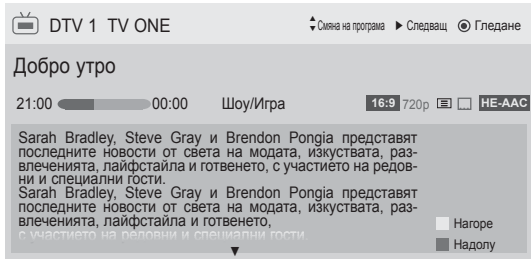 DTV 1 TV ONE Смяна на програма Следващ Гледане
Добро утро
21:00 00:00 Шоу/Игра 16:9 720p HE-AAC
Sarah Bradley, Steve Gray и Brendon Pongia представят
последните новости от света на модата, изкуствата, раз-
влеченията, лайфстайла и готвенето, с участието на редов-
ни и специални гости.
Sarah Bradley, Steve Gray и Brendon Pongia представят
последните новости от света на модата, изкуствата, раз-
влеченията, лайфстайла и готвенето,
с участието на редовни и специални гости.
Нагоре
Надолу